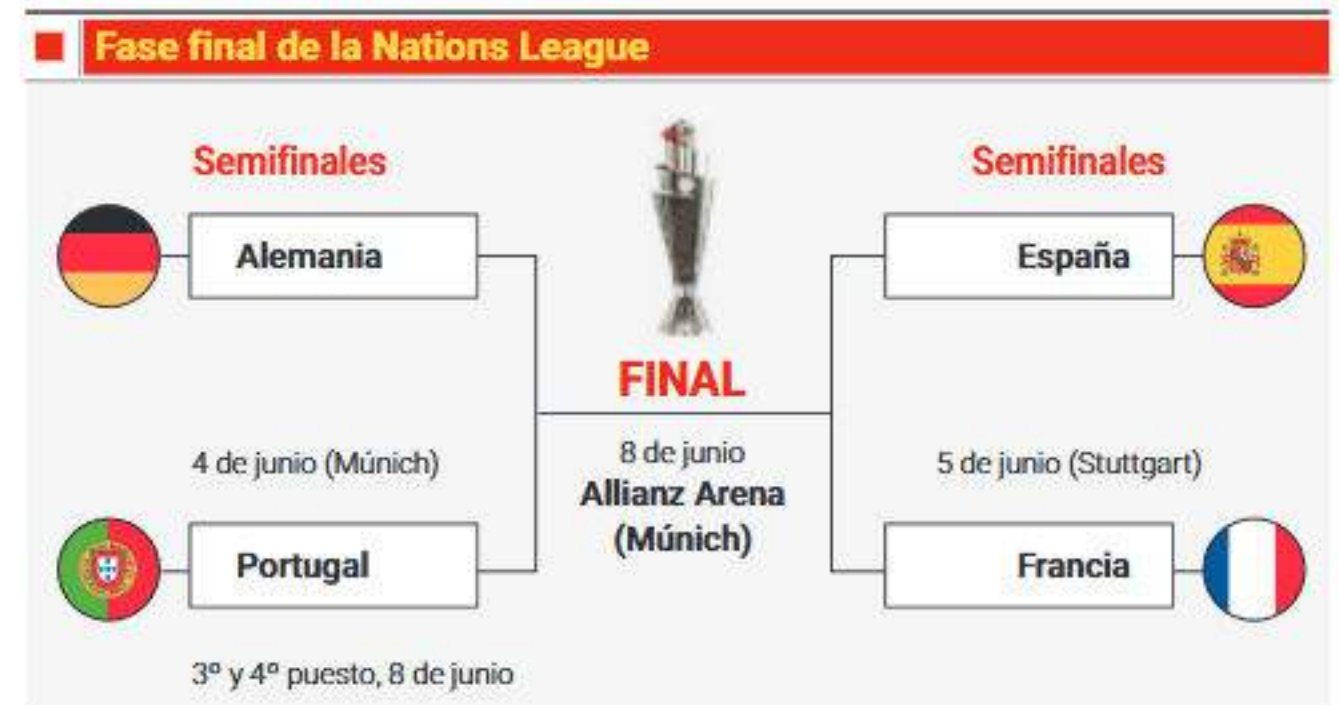 Fase final de la Nations League
Semifinales
Alemania
4 de junio (Múnich)
Portugal
3º y 4º puesto, 8 de junio
FINAL
8 de junio
Allianz Arena
(Múnich)
Semifinales
España
5 de junio (Stuttgart)
Francia